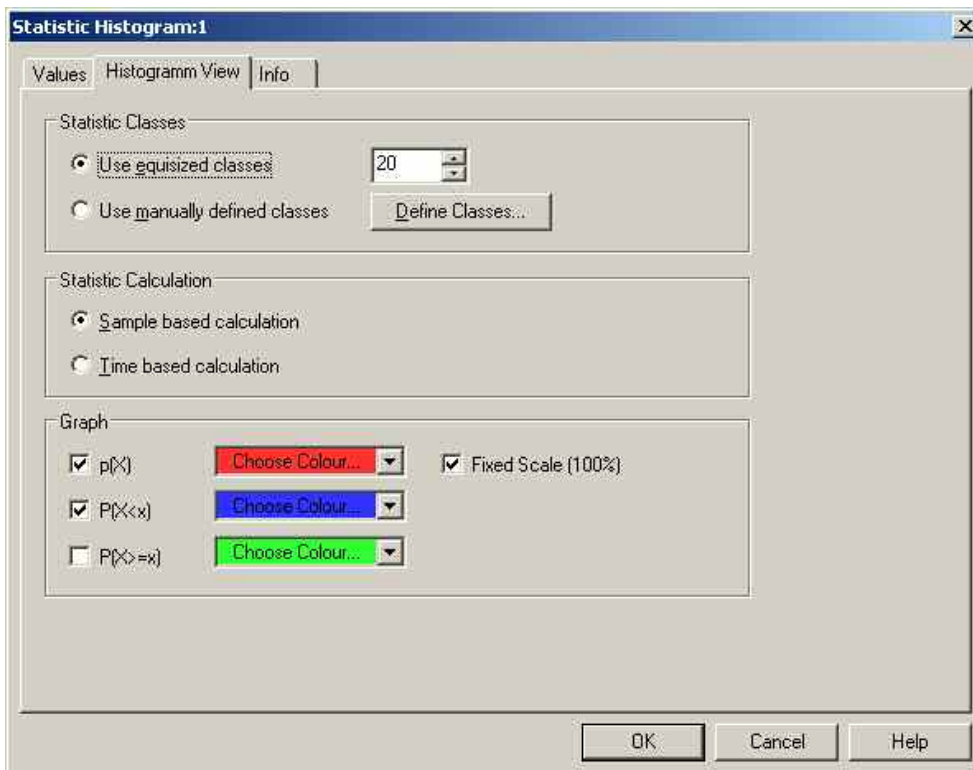 Statistic Histogram:1
Values Histogramm View Info
Statistic Classes
Use equisized classes 20
Use manually defined classes Define Classes...
Statistic Calculation
Sample based calculation
Time based calculation
Graph
p(X) Choose Colour... Fixed Scale (100%)
P(X<x) Choose Colour...
P(X>=x) Choose Colour...
OK Cancel Help